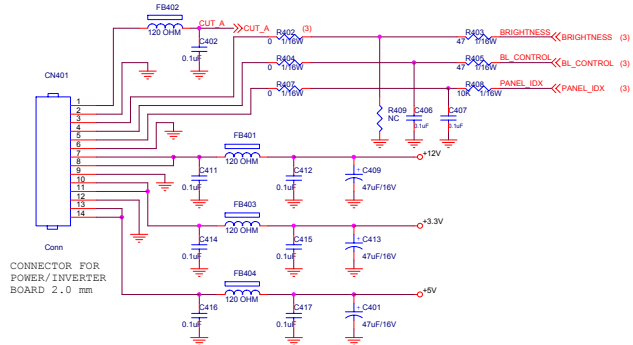 FB402
120 OHM
CUT_A
CUT_A
(3)
C402
0.1uF
R402
0
1/16W
R403
47
1/16W
BRIGHTNESS
BRIGHTNESS (3)
R404
0
1/16W
R405
47
1/16W
BL_CONTROL
BL_CONTROL (3)
R407
0
1/16W
R408
10K
1/16W
PANEL_IDX
PANEL_IDX (3)
CN401
1
2
3
4
5
6
7
8
9
10
11
12
13
14
Conn
R409
NC
C406
0.1uF
C407
0.1uF
FB401
120 OHM
C411
0.1uF
C412
0.1uF
C409
47uF/16V
+
+12V
FB403
120 OHM
C414
0.1uF
C415
0.1uF
C413
47uF/16V
+
+3.3V
FB404
120 OHM
C416
0.1uF
C417
0.1uF
C401
47uF/16V
+
+5V
CONNECTOR FOR
POWER/INVERTER
BOARD 2.0 mm